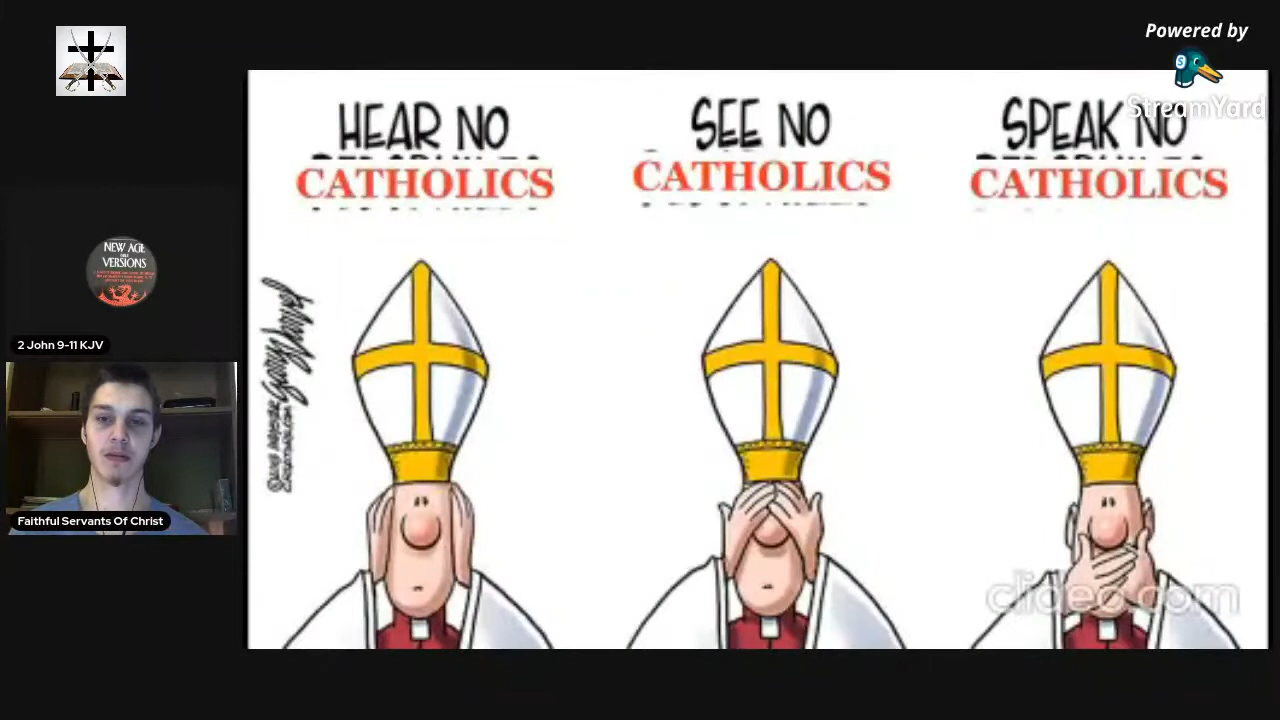 Powered by
StreamYard
HEAR NO
CATHOLICS
SEE NO
CATHOLICS
SPEAK NO
CATHOLICS
NEW AGE
VERSIONS
2 John 9-11 KJV
Faithful Servants Of Christ
clideo.com